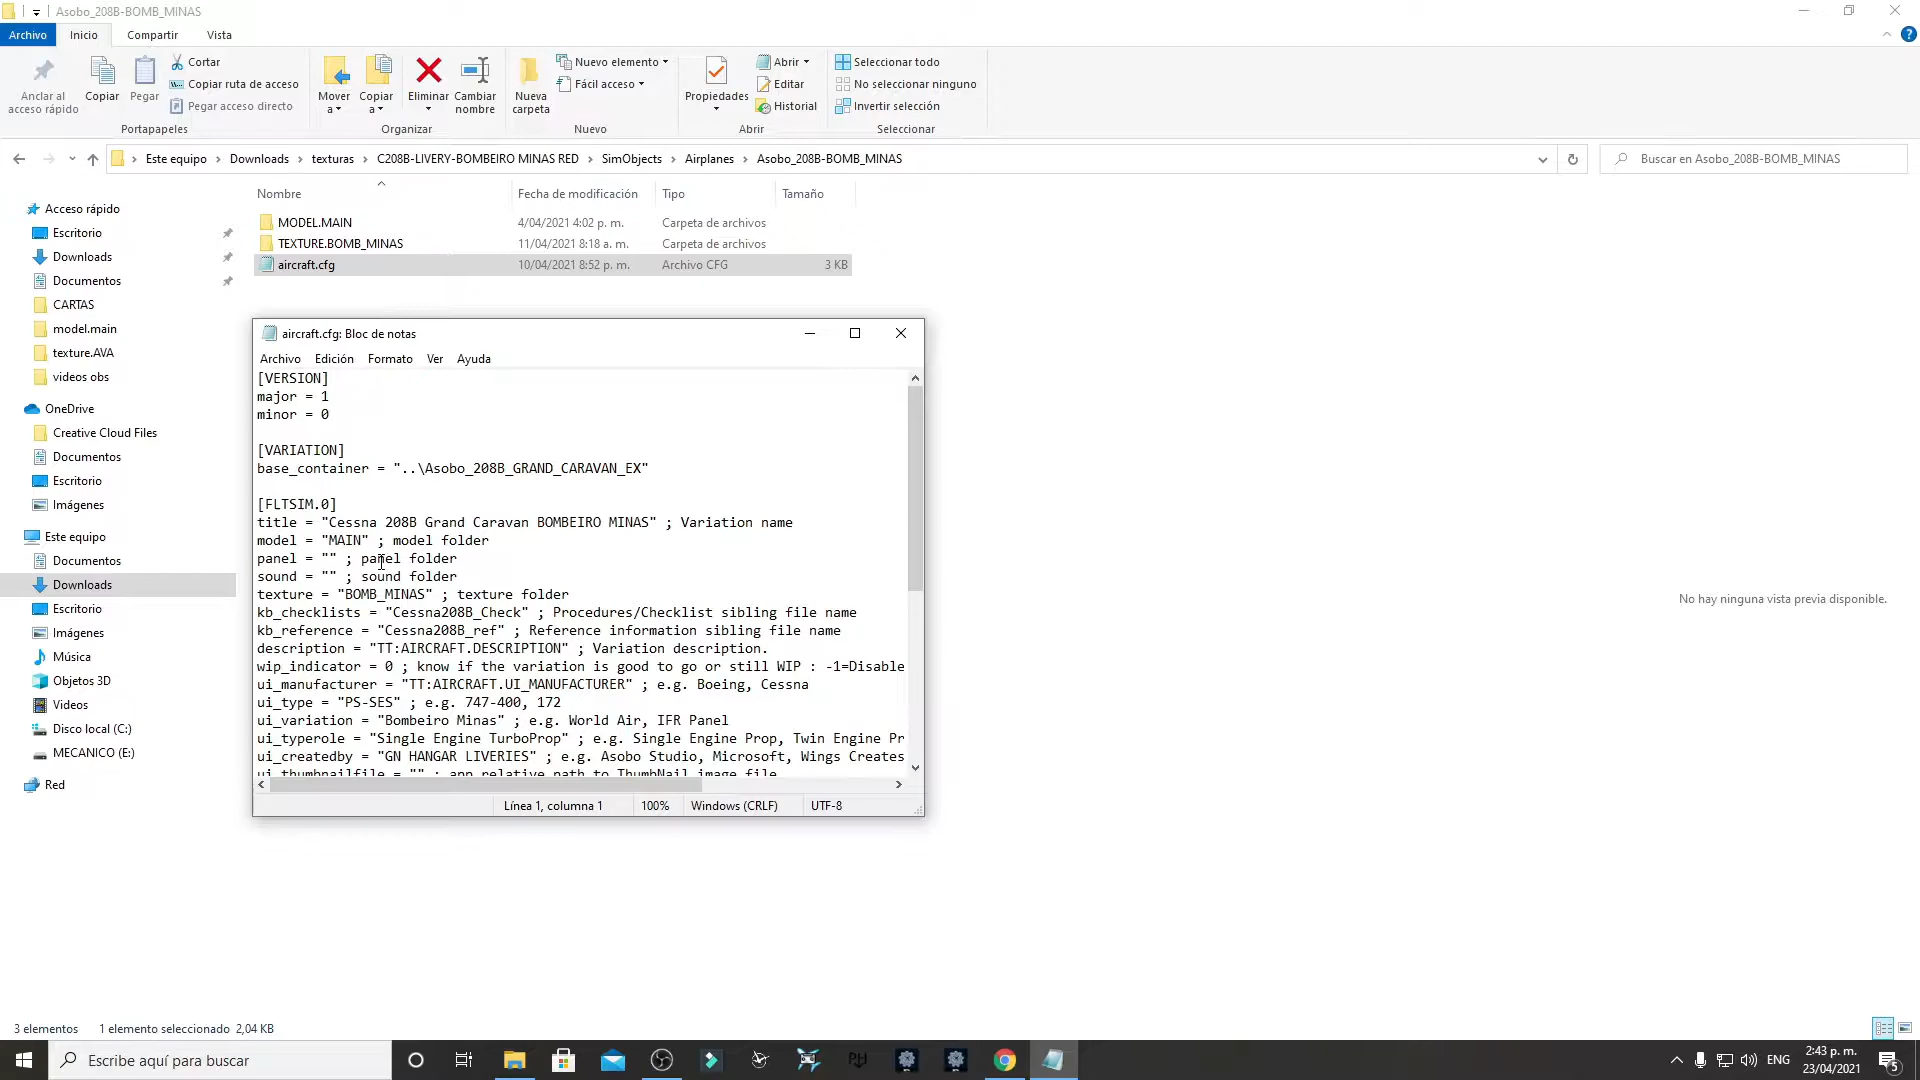 Asobo_208B-BOMB_MINAS
Archivo Inicio Compartir Vista
Anclar al acceso rápido
Copiar
Pegar
Cortar
Copiar ruta de acceso
Pegar acceso directo
Portapapeles
Mover a
Copiar a
Eliminar
Cambiar nombre
Organizar
Nueva carpeta
Nuevo elemento
Fácil acceso
Nuevo
Propiedades
Abrir
Editar
Historial
Abrir
Seleccionar todo
No seleccionar ninguno
Invertir selección
Seleccionar
Este equipo > Downloads > texturas > C208B-LIVERY-BOMBEIRO MINAS RED > SimObjects > Airplanes > Asobo_208B-BOMB_MINAS
Buscar en Asobo_208B-BOMB_MINAS
Nombre Fecha de modificación Tipo Tamaño
MODEL.MAIN 4/04/2021 4:02 p. m. Carpeta de archivos
TEXTURE.BOMB_MINAS 11/04/2021 8:18 a. m. Carpeta de archivos
aircraft.cfg 10/04/2021 8:52 p. m. Archivo CFG 3 KB
Acceso rápido
Escritorio
Downloads
Documentos
CARTAS
model.main
texture.AVA
videos obs
OneDrive
Creative Cloud Files
Documentos
Escritorio
Imágenes
Este equipo
Documentos
Downloads
Escritorio
Imágenes
Música
Objetos 3D
Videos
Disco local (C:)
MECANICO (E:)
Red
aircraft.cfg: Bloc de notas
Archivo Edición Formato Ver Ayuda
[VERSION]
major = 1
minor = 0
[VARIATION]
base_container = "..\Asobo_208B_GRAND_CARAVAN_EX"
[FLTSIM.0]
title = "Cessna 208B Grand Caravan BOMBEIRO MINAS" ; Variation name
model = "MAIN" ; model folder
panel = "" ; panel folder
sound = "" ; sound folder
texture = "BOMB_MINAS" ; texture folder
kb_checklists = "Cessna208B_Check" ; Procedures/Checklist sibling file name
kb_reference = "Cessna208B_ref" ; Reference information sibling file name
description = "TT:AIRCRAFT.DESCRIPTION" ; Variation description.
wip_indicator = 0 ; know if the variation is good to go or still WIP : -1=Disable
ui_manufacturer = "TT:AIRCRAFT.UI_MANUFACTURER" ; e.g. Boeing, Cessna
ui_type = "PS-SES" ; e.g. 747-400, 172
ui_variation = "Bombeiro Minas" ; e.g. World Air, IFR Panel
ui_typerole = "Single Engine TurboProp" ; e.g. Single Engine Prop, Twin Engine Pr
ui_createdby = "GN HANGAR LIVERIES" ; e.g. Asobo Studio, Microsoft, Wings Creates
ui_thumbnailfile = "" ; app relative path to ThumbNail image file
Línea 1, columna 1 100% Windows (CRLF) UTF-8
No hay ninguna vista previa disponible.
3 elementos 1 elemento seleccionado 2,04 KB
Escribe aquí para buscar
ENG
2:43 p. m.
23/04/2021
5